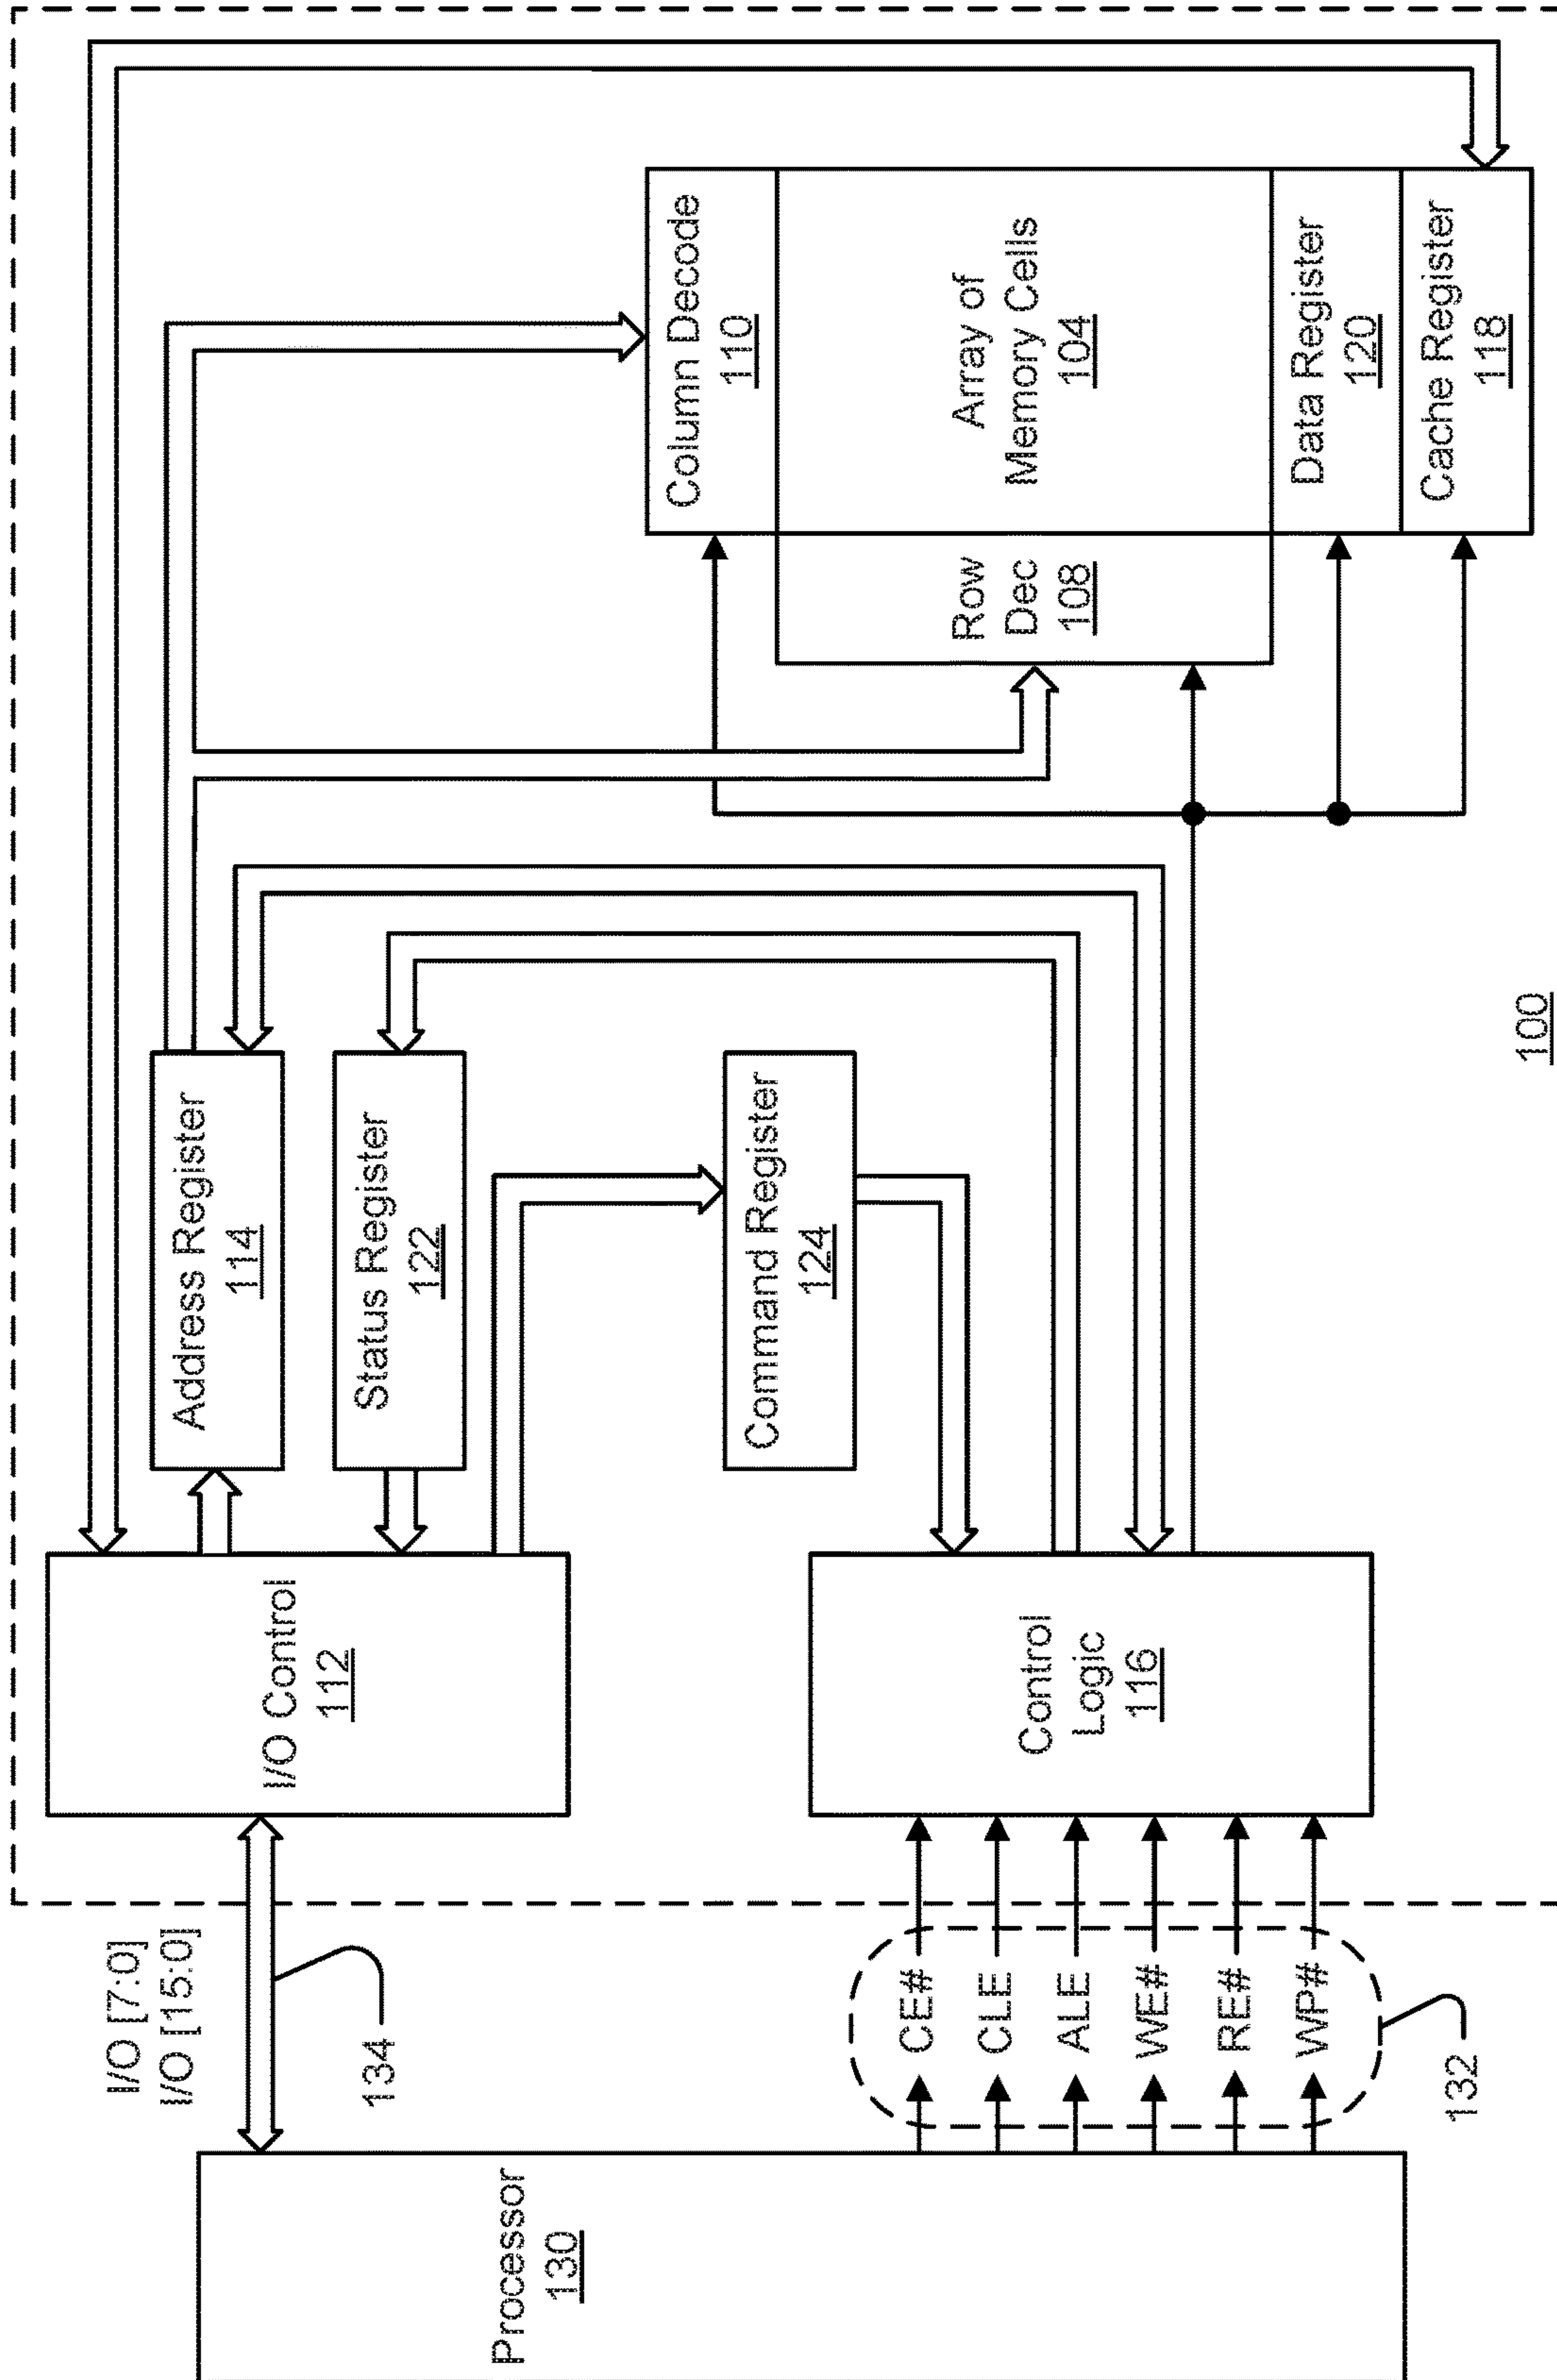 I/O [7:0]
I/O [15:0]
134
Processor
130
CE#
CLE
ALE
WE#
RE#
WP#
132
I/O Control
112
Control
Logic
116
Address Register
114
Status Register
122
Command Register
124
Column Decode
110
Array of
Memory Cells
104
Row
Dec
108
Data Register
120
Cache Register
118
100